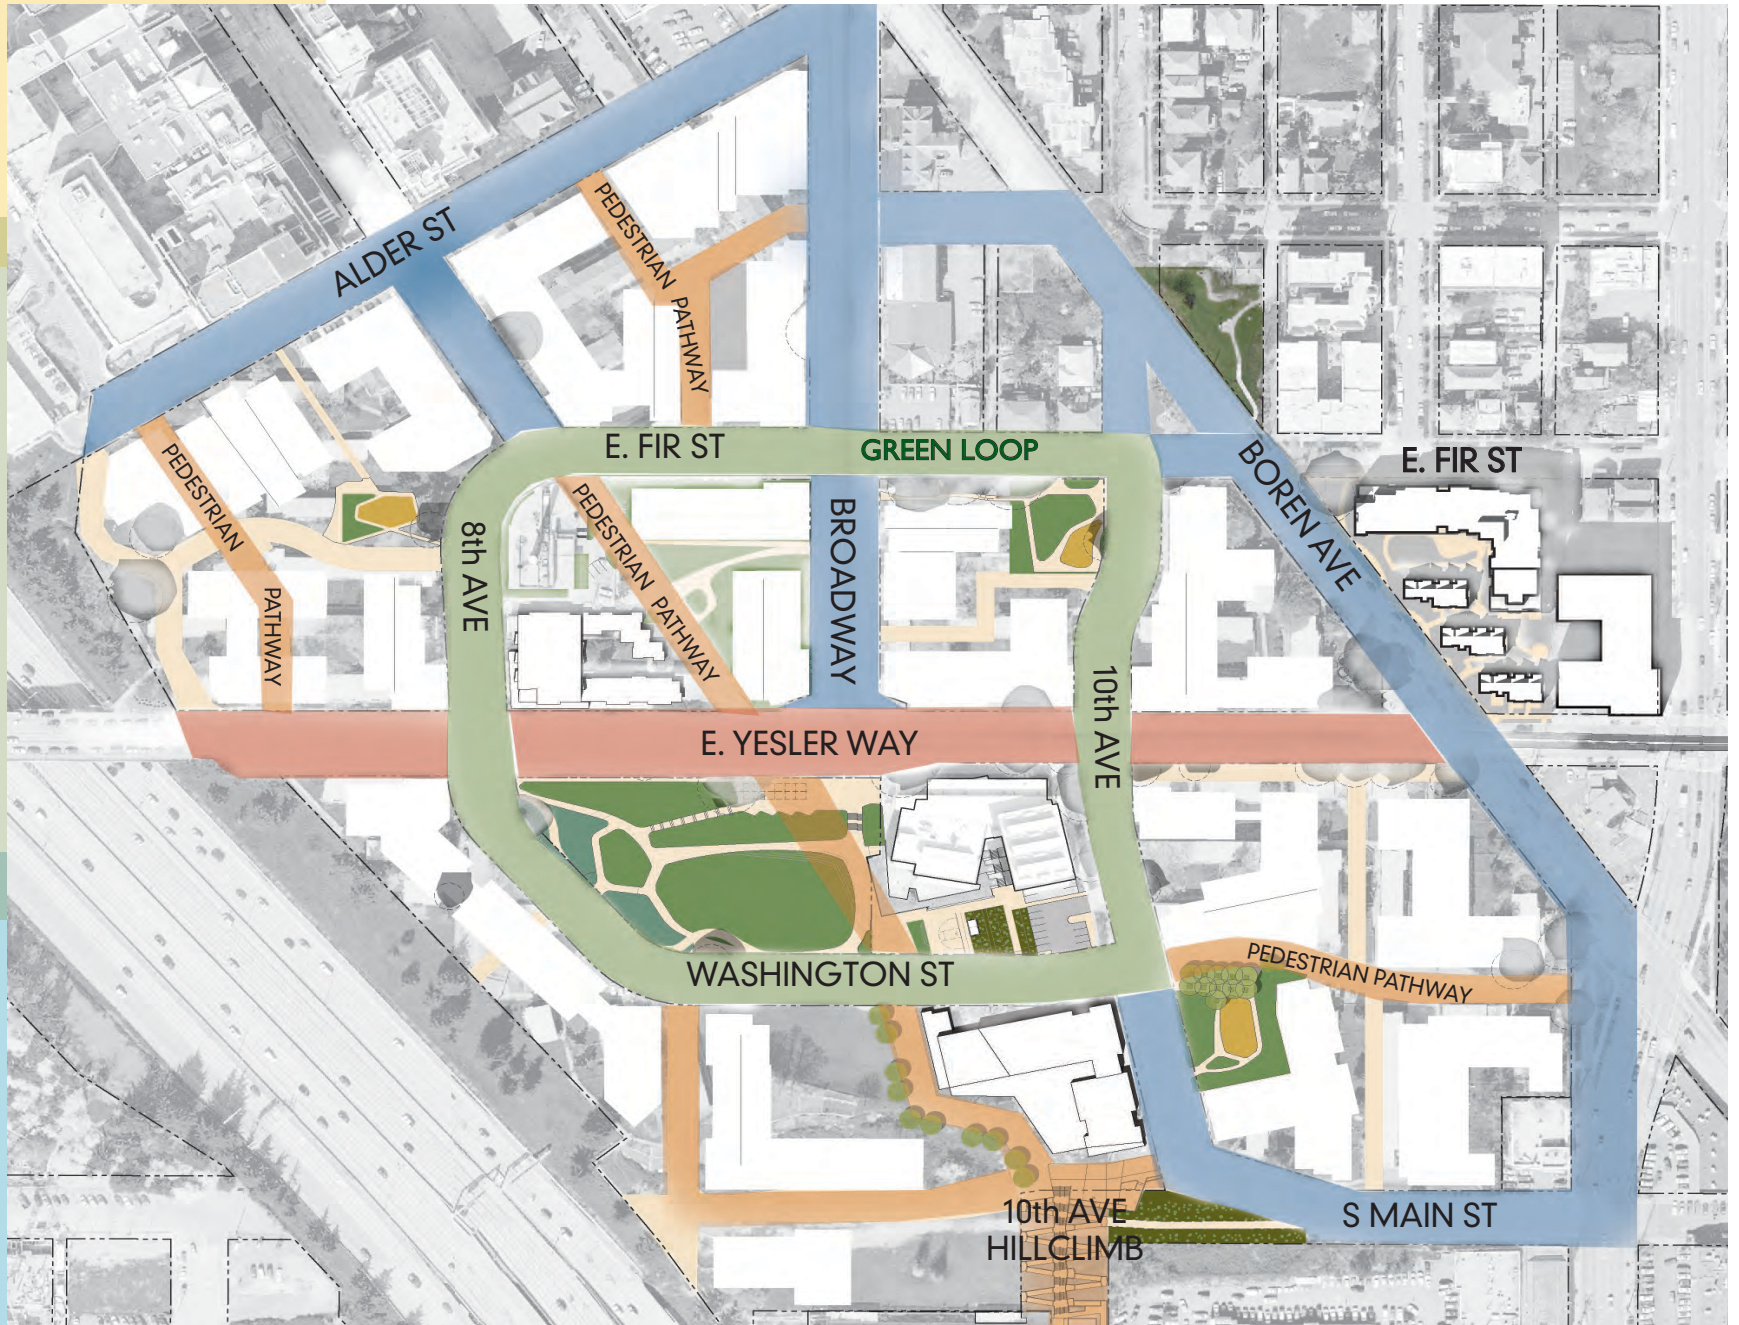 ALDER ST
PEDESTRIAN PATHWAY
E. FIR ST
GREEN LOOP
BOREN AVE
E. FIR ST
PEDESTRIAN PATHWAY
8th AVE
PEDESTRIAN PATHWAY
BROADWAY
10th AVE
E. YESLER WAY
WASHINGTON ST
PEDESTRIAN PATHWAY
10th AVE
HILLCLIMB
S MAIN ST